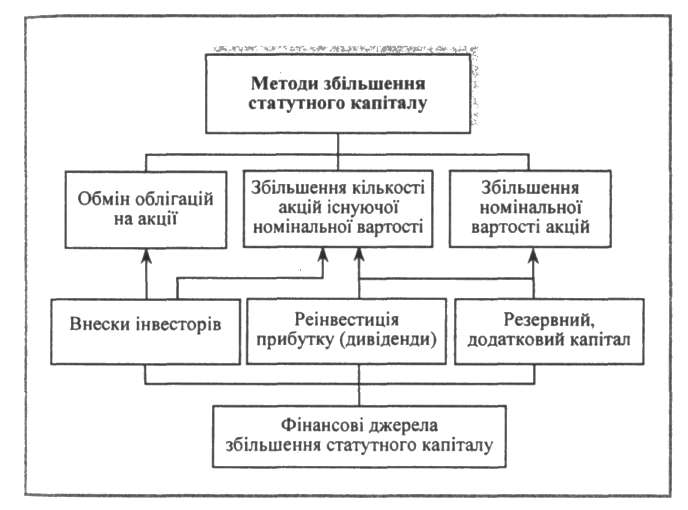 Методи збільшення
статутного капіталу
Обмін облігацій
на акції
Збільшення кількості
акцій існуючої
номінальної вартості
Збільшення
номінальної
вартості акцій
Внески інвесторів
Реінвестиція
прибутку (дивіденди)
Резервний,
додатковий капітал
Фінансові джерела
збільшення статутного капіталу